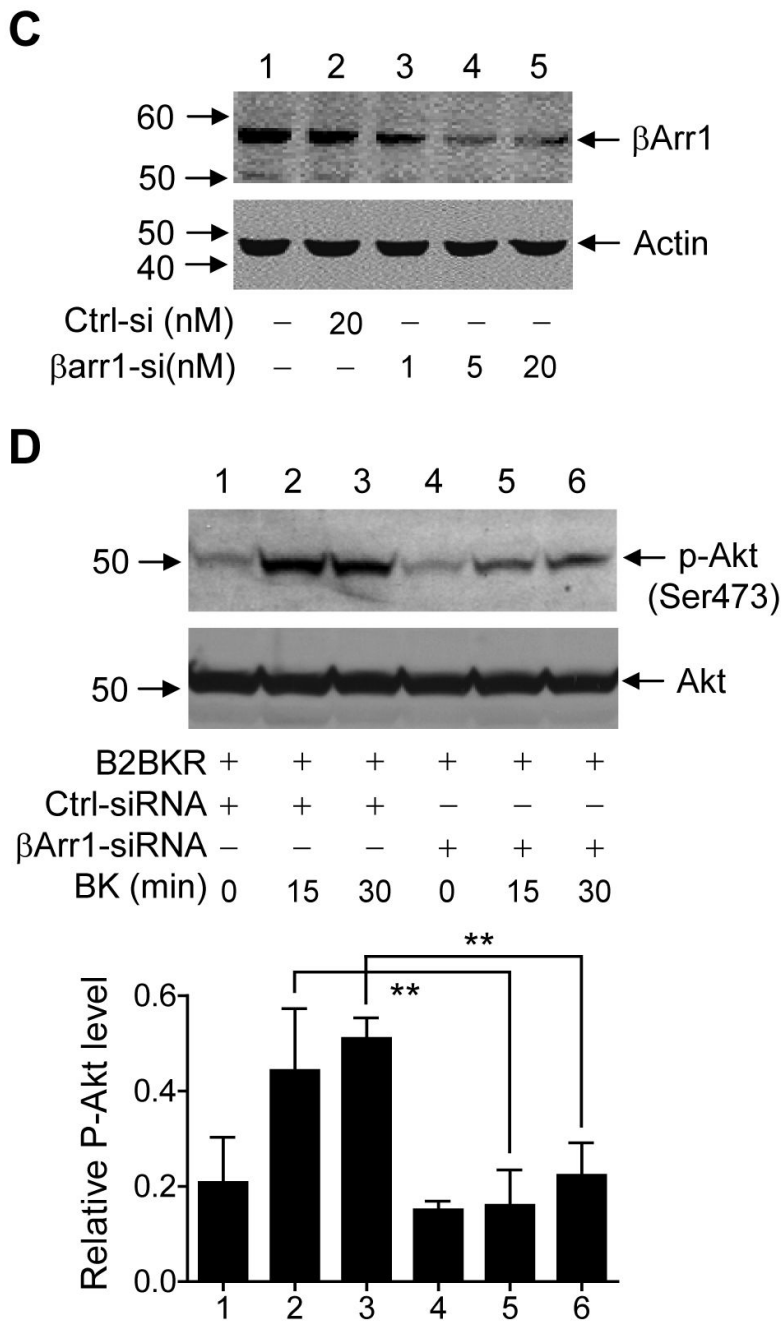 C
1 2 3 4 5
60
βArr1
50
50
Actin
40
Ctrl-si (nM) – 20 – – –
βarr1-si(nM) – – 1 5 20
D
1 2 3 4 5 6
50
p-Akt
(Ser473)
50
Akt
B2BKR + + + + + +
Ctrl-siRNA + + + – – –
βArr1-siRNA – – – + + +
BK (min) 0 15 30 0 15 30
**
**
0.6
0.4
0.2
0.0
Relative P-Akt level
1 2 3 4 5 6